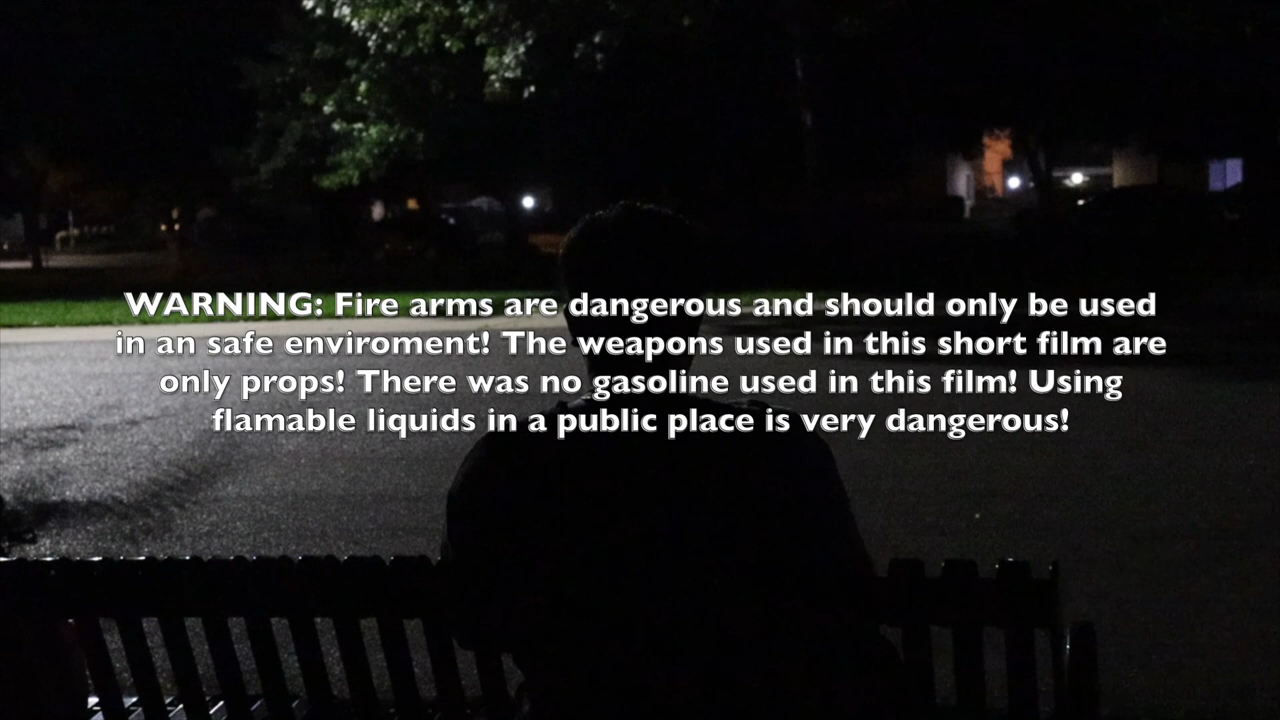 WARNING: Fire arms are dangerous and should only be used
in an safe enviroment! The weapons used in this short film are
only props! There was no gasoline used in this film! Using
flamable liquids in a public place is very dangerous!